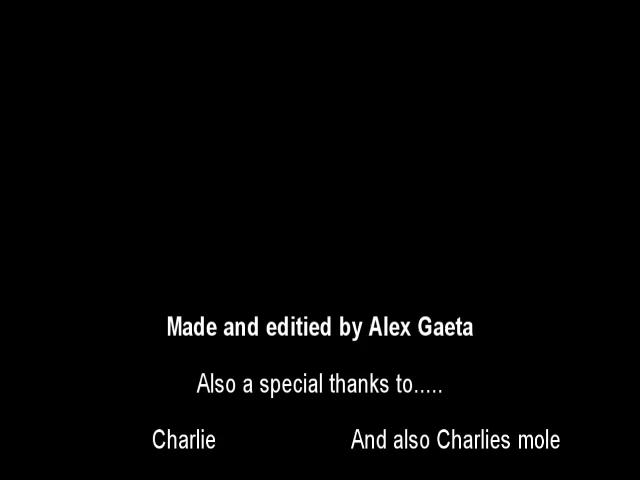 Made and editied by Alex Gaeta
Also a special thanks to.....
Charlie And also Charlies mole